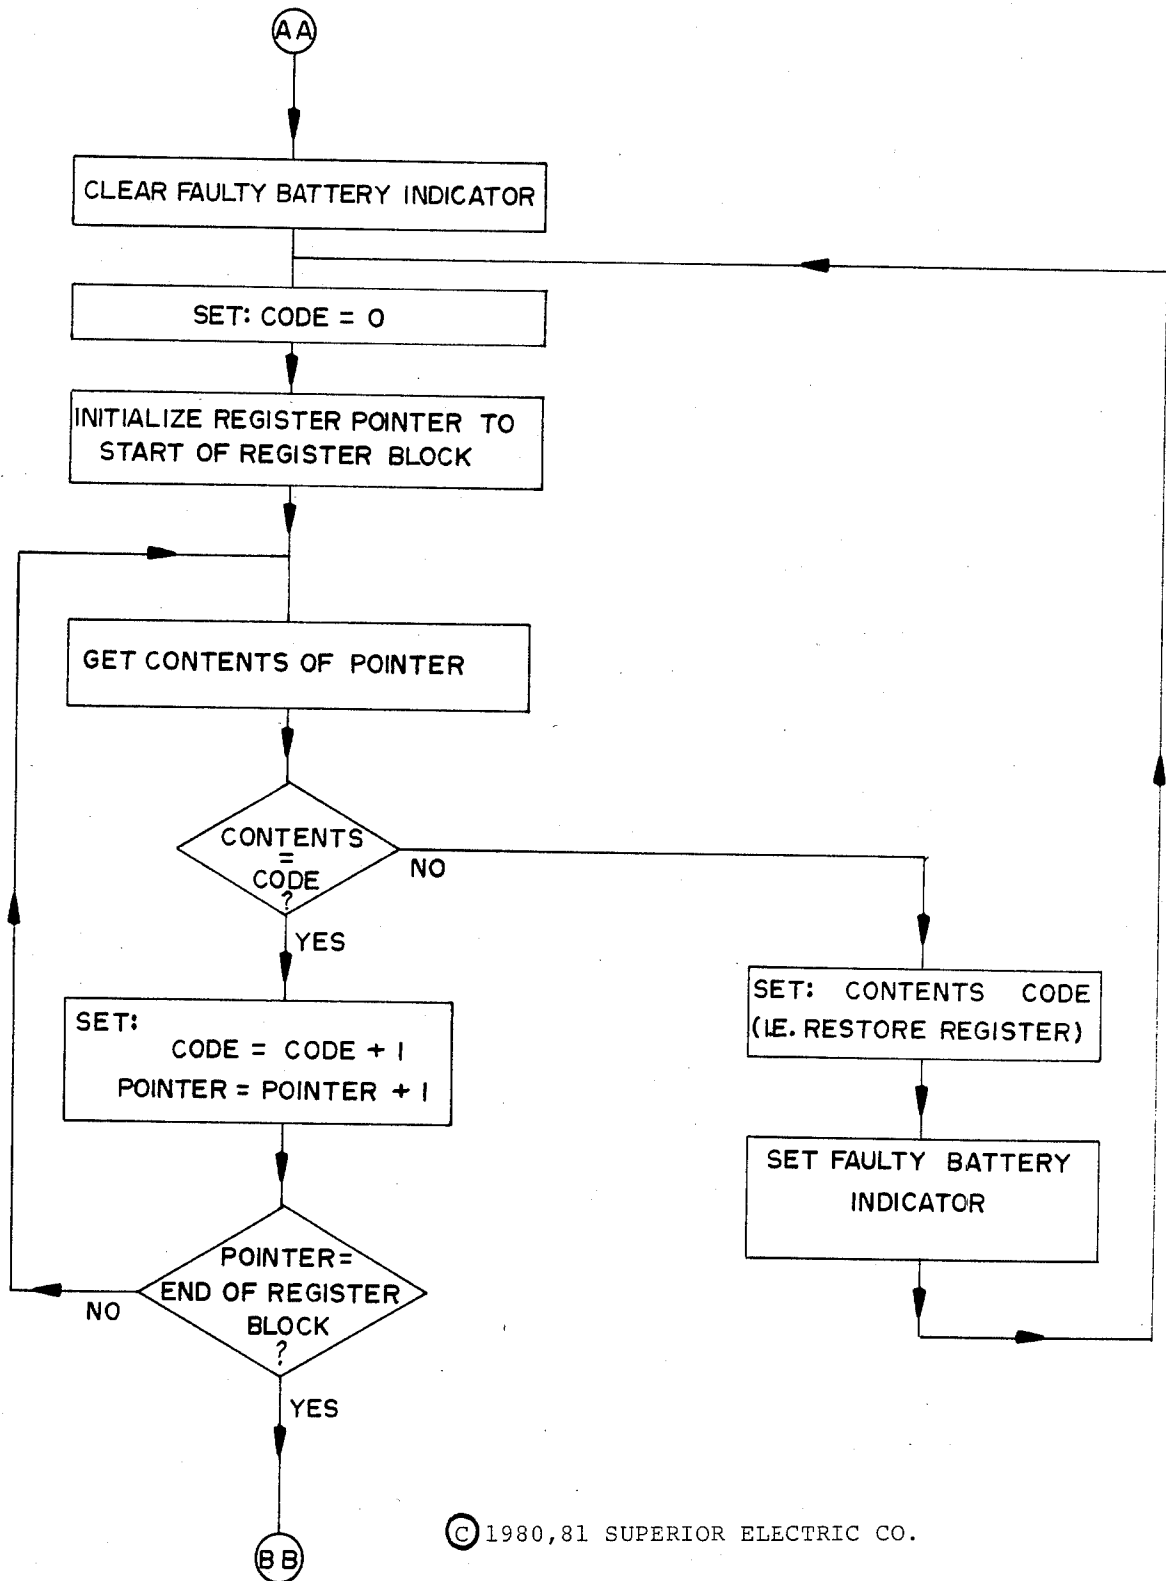 AA
CLEAR FAULTY BATTERY INDICATOR
SET: CODE = 0
INITIALIZE REGISTER POINTER TO
START OF REGISTER BLOCK
GET CONTENTS OF POINTER
CONTENTS
=
CODE
?
NO
YES
SET: CONTENTS CODE
(I.E. RESTORE REGISTER)
SET FAULTY BATTERY
INDICATOR
SET:
CODE = CODE + 1
POINTER = POINTER + 1
POINTER =
END OF REGISTER
BLOCK
?
NO
YES
BB
© 1980,81 SUPERIOR ELECTRIC CO.